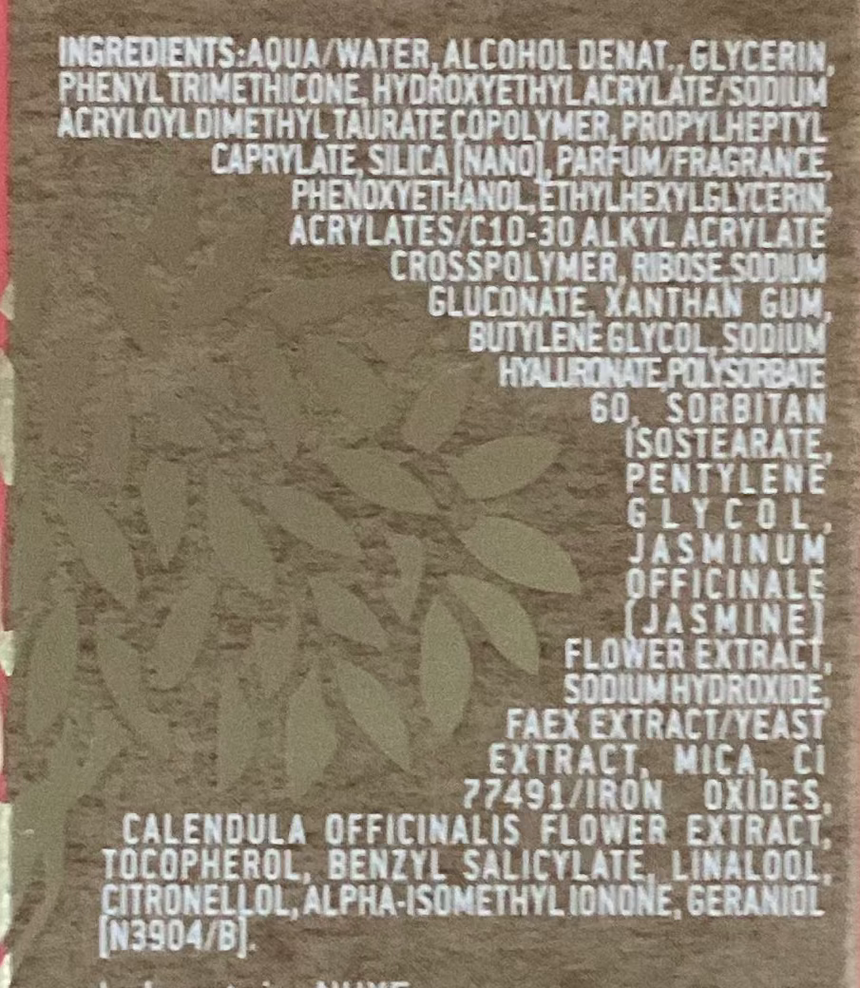 INGREDIENTS:AQUA/WATER, ALCOHOL DENAT., GLYCERIN,
PHENYL TRIMETHICONE, HYDROXYETHYL ACRYLATE/SODIUM
ACRYLOYLDIMETHYL TAURATE COPOLYMER, PROPYLHEPTYL
CAPRYLATE, SILICA [NANO], PARFUM/FRAGRANCE,
PHENOXYETHANOL, ETHYLHEXYLGLYCERIN,
ACRYLATES/C10-30 ALKYL ACRYLATE
CROSSPOLYMER, RIBOSE, SODIUM
GLUCONATE, XANTHAN GUM,
BUTYLENE GLYCOL, SODIUM
HYALURONATE, POLYSORBATE
60, SORBITAN
ISOSTEARATE,
PENTYLENE
GLYCOL,
JASMINUM
OFFICINALE
[JASMINE]
FLOWER EXTRACT,
SODIUM HYDROXIDE,
FAEX EXTRACT/YEAST
EXTRACT, MICA, CI
77491/IRON OXIDES,
CALENDULA OFFICINALIS FLOWER EXTRACT,
TOCOPHEROL, BENZYL SALICYLATE, LINALOOL,
CITRONELLOL, ALPHA-ISOMETHYL IONONE, GERANIOL
[N3904/B].